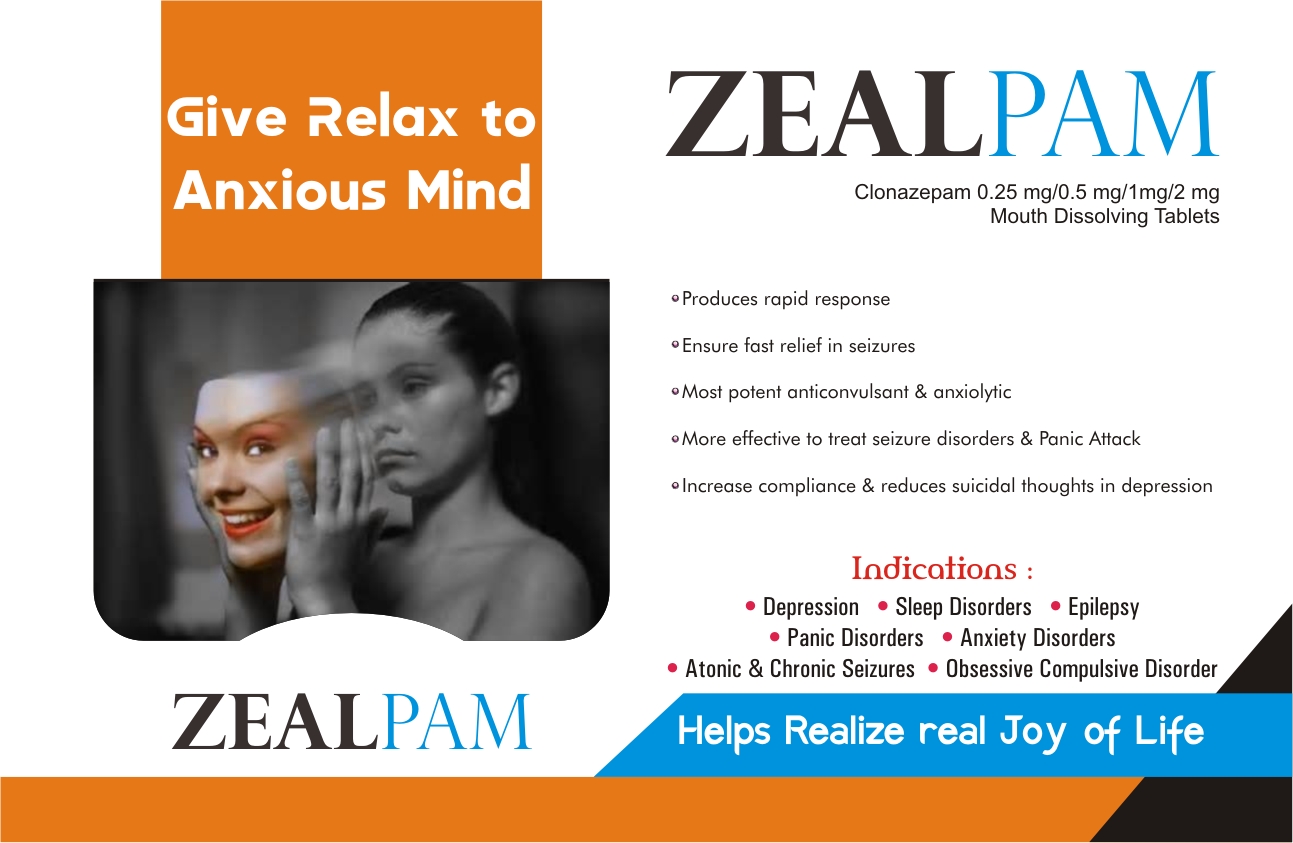 Give Relax to
Anxious Mind
ZEALPAM
ZEALPAM
Clonazepam 0.25 mg/0.5 mg/1mg/2 mg
Mouth Dissolving Tablets
Produces rapid response
Ensure fast relief in seizures
Most potent anticonvulsant & anxiolytic
More effective to treat seizure disorders & Panic Attack
Increase compliance & reduces suicidal thoughts in depression
Indications :
• Depression • Sleep Disorders • Epilepsy
• Panic Disorders • Anxiety Disorders
• Atonic & Chronic Seizures • Obsessive Compulsive Disorder
Helps Realize real Joy of Life